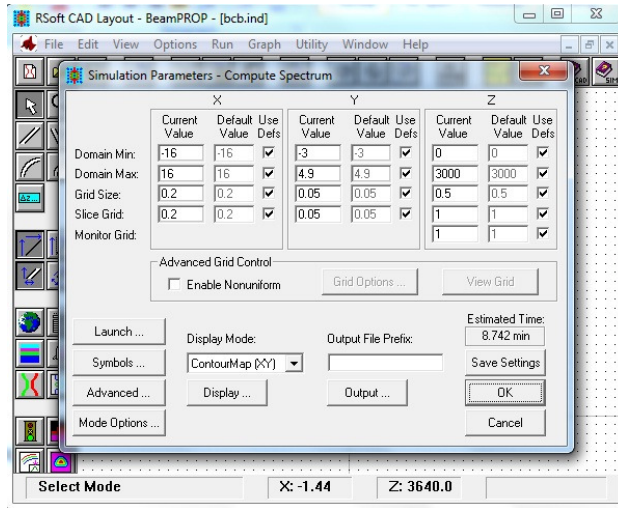 RSoft CAD Layout - BeamPROP - [bcb.ind]
File Edit View Options Run Graph Utility Window Help
Simulation Parameters - Compute Spectrum
X Y Z
Current Value Default Value Use Defs Current Value Default Value Use Defs Current Value Default Value Use Defs
Domain Min: -16 -16 -3 -3 0 0
Domain Max: 16 16 4.9 4.9 3000 3000
Grid Size: 0.2 0.2 0.05 0.05 0.5 0.5
Slice Grid: 0.2 0.2 0.05 0.05 1 1
Monitor Grid: 1 1
Advanced Grid Control
Enable Nonuniform Grid Options ... View Grid
Estimated Time:
Launch ... Display Mode: Output File Prefix: 8.742 min
Symbols ... ContourMap (XY) Save Settings
Advanced ... Display ... Output ... OK
Mode Options ... Cancel
Select Mode X: -1.44 Z: 3640.0